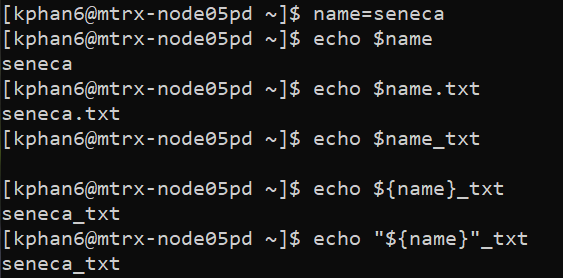 [kphan6@mtrx-node05pd ~]$ name=seneca
[kphan6@mtrx-node05pd ~]$ echo $name
seneca
[kphan6@mtrx-node05pd ~]$ echo $name.txt
seneca.txt
[kphan6@mtrx-node05pd ~]$ echo $name_txt

[kphan6@mtrx-node05pd ~]$ echo ${name}_txt
seneca_txt
[kphan6@mtrx-node05pd ~]$ echo "${name}"_txt
seneca_txt